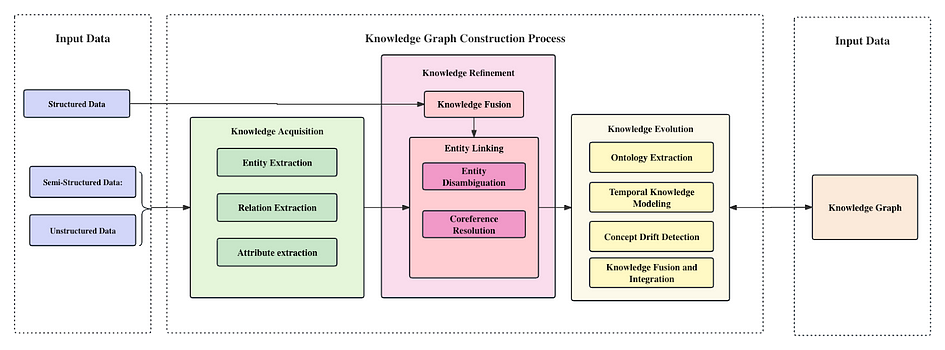 Input Data
Structured Data
Semi-Structured Data:
Unstructured Data
Knowledge Graph Construction Process
Knowledge Acquisition
Entity Extraction
Relation Extraction
Attribute extraction
Knowledge Refinement
Knowledge Fusion
Entity Linking
Entity
Disambiguation
Coreference
Resolution
Knowledge Evolution
Ontology Extraction
Temporal Knowledge
Modeling
Concept Drift Detection
Knowledge Fusion and
Integration
Input Data
Knowledge Graph